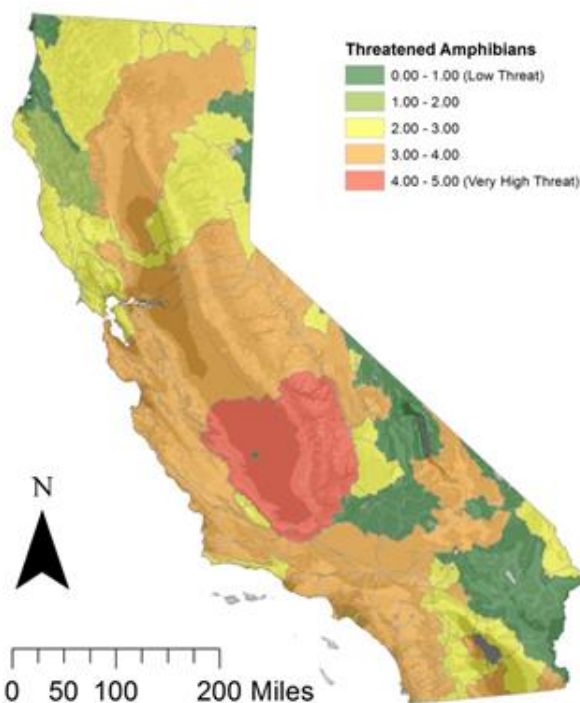 Threatened Amphibians
0.00 - 1.00 (Low Threat)
1.00 - 2.00
2.00 - 3.00
3.00 - 4.00
4.00 - 5.00 (Very High Threat)
N
0 50 100 200 Miles